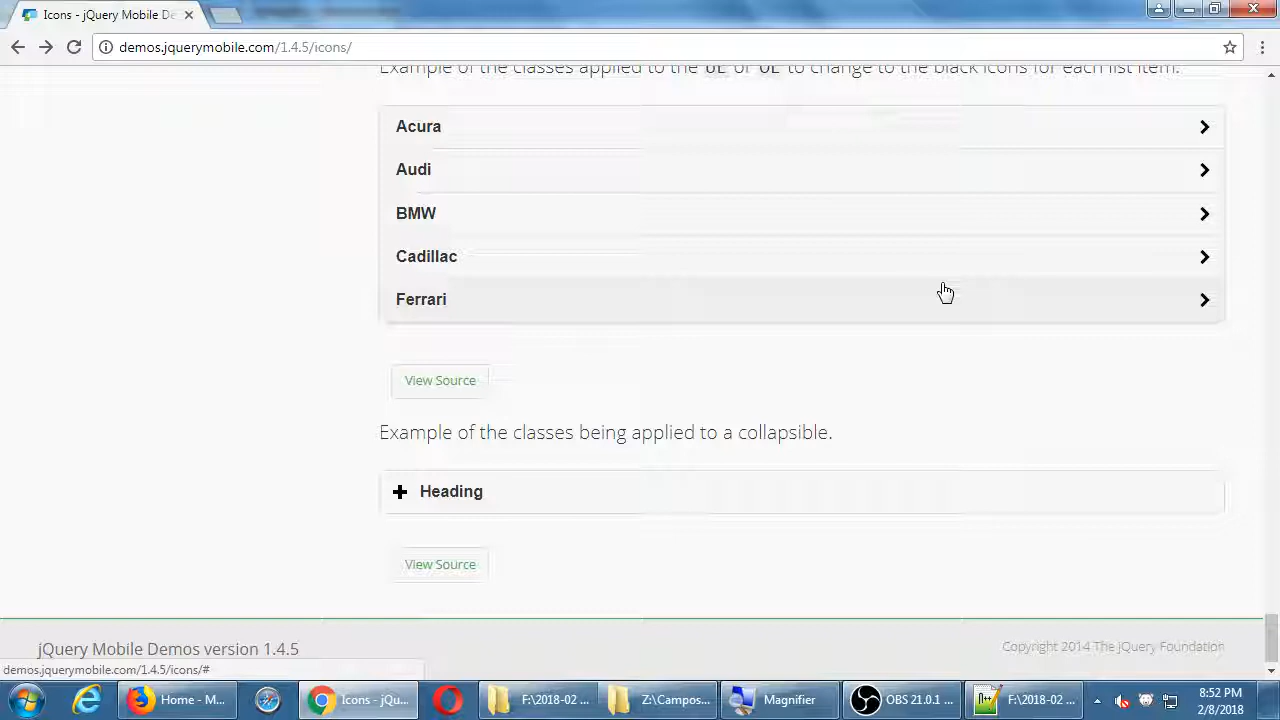 Icons - jQuery Mobile De
demos.jquerymobile.com/1.4.5/icons/
Example of the classes applied to the UL or OL to change to the black icons for each list item.
Acura
Audi
BMW
Cadillac
Ferrari
View Source
Example of the classes being applied to a collapsible.
Heading
View Source
jQuery Mobile Demos version 1.4.5
Copyright 2014 The jQuery Foundation
demos.jquerymobile.com/1.4.5/icons/#
Home - M...
Icons - jQu...
F:\2018-02 ...
Z:\Campos...
Magnifier
OBS 21.0.1 ...
F:\2018-02 ...
8:52 PM
2/8/2018